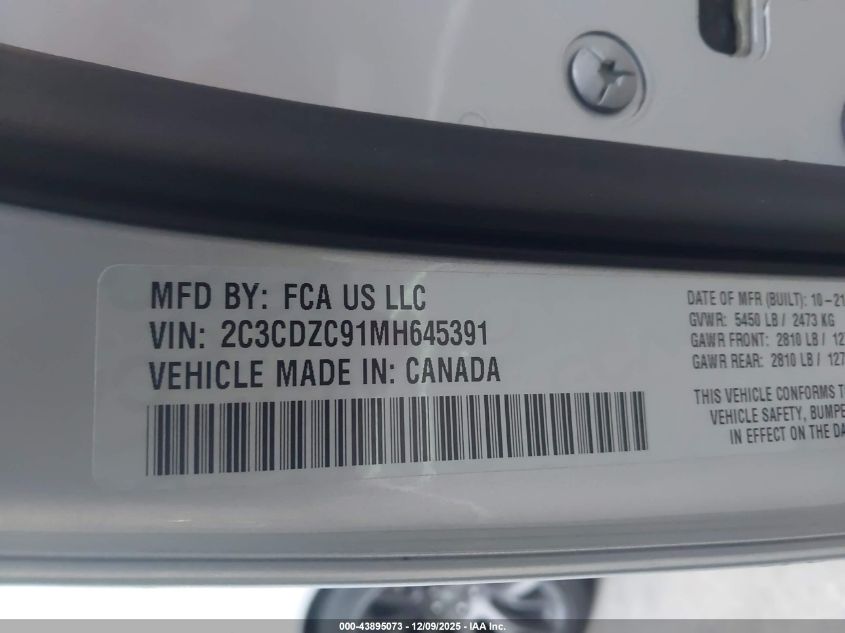 MFD BY: FCA US LLC
VIN: 2C3CDZC91MH645391
VEHICLE MADE IN: CANADA
DATE OF MFR (BUILT): 10-21
GVWR: 5450 LB / 2473 KG
GAWR FRONT: 2810 LB / 12
GAWR REAR: 2810 LB / 127
THIS VEHICLE CONFORMS T
VEHICLE SAFETY, BUMPE
IN EFFECT ON THE DA
000-43895073 - 12/09/2025 - IAA Inc.